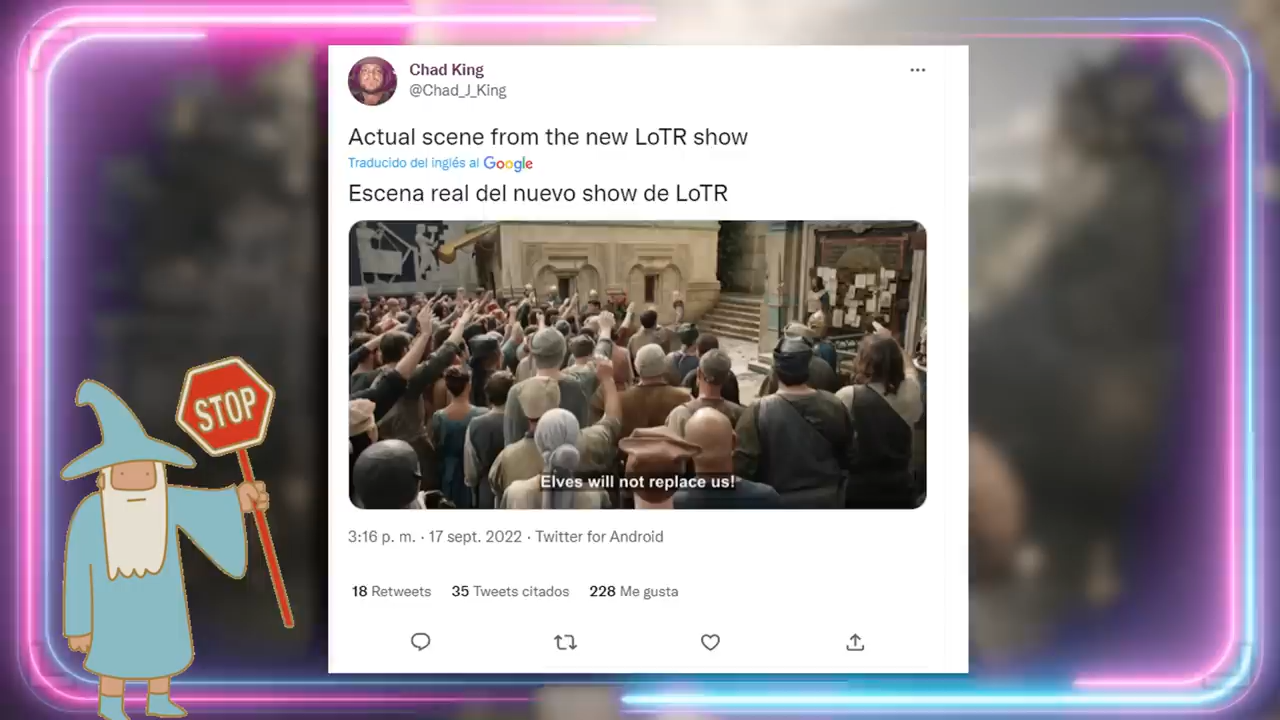 Chad King
@Chad_J_King
Actual scene from the new LoTR show
Traducido del inglés al Google
Escena real del nuevo show de LoTR
STOP
Elves will not replace us!
3:16 p. m. · 17 sept. 2022 · Twitter for Android
18 Retweets 35 Tweets citados 228 Me gusta